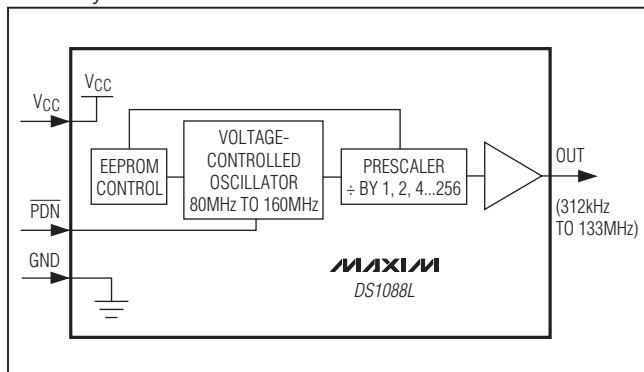 VCC
VCC
EEPROM
CONTROL
VOLTAGE-
CONTROLLED
OSCILLATOR
80MHz TO 160MHz
PRESCALER
÷ BY 1, 2, 4...256
OUT
(312kHz
TO 133MHz)
PDN
GND
MAXIM
DS1088L